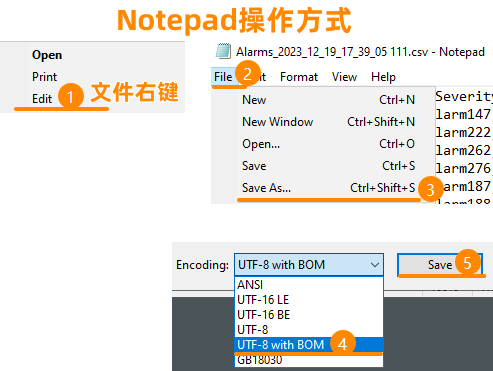 Notepad操作方式
Open
Print
Edit
1
文件右键
Alarms_2023_12_19_17_39_05 111.csv - Notepad
File
2
Format
View
Help
New Ctrl+N
New Window Ctrl+Shift+N
Open... Ctrl+O
Save Ctrl+S
Save As... Ctrl+Shift+S
3
Severity
larm147
larm222
larm262
larm276
larm187
larm188
Encoding: UTF-8 with BOM
Save
5
ANSI
UTF-16 LE
UTF-16 BE
UTF-8
UTF-8 with BOM
4
GB18030